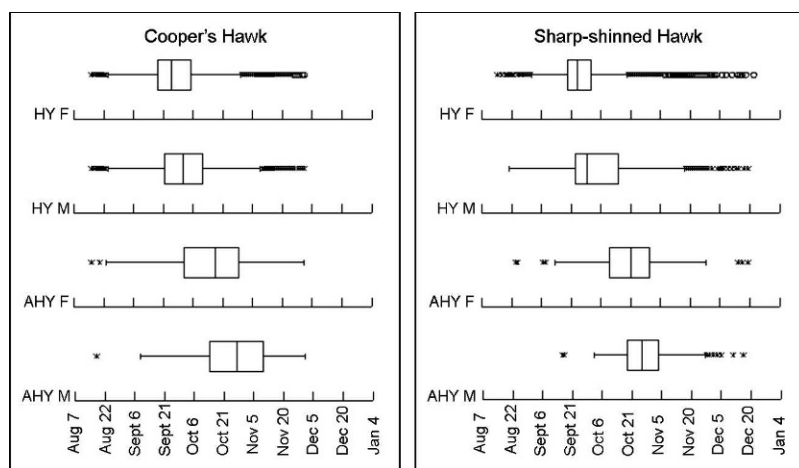 Cooper's Hawk
HY F
HY M
AHY F
AHY M
Aug 7
Aug 22
Sept 6
Sept 21
Oct 6
Oct 21
Nov 5
Nov 20
Dec 5
Dec 20
Jan 4
Sharp-shinned Hawk
HY F
HY M
AHY F
AHY M
Aug 7
Aug 22
Sept 6
Sept 21
Oct 6
Oct 21
Nov 5
Nov 20
Dec 5
Dec 20
Jan 4